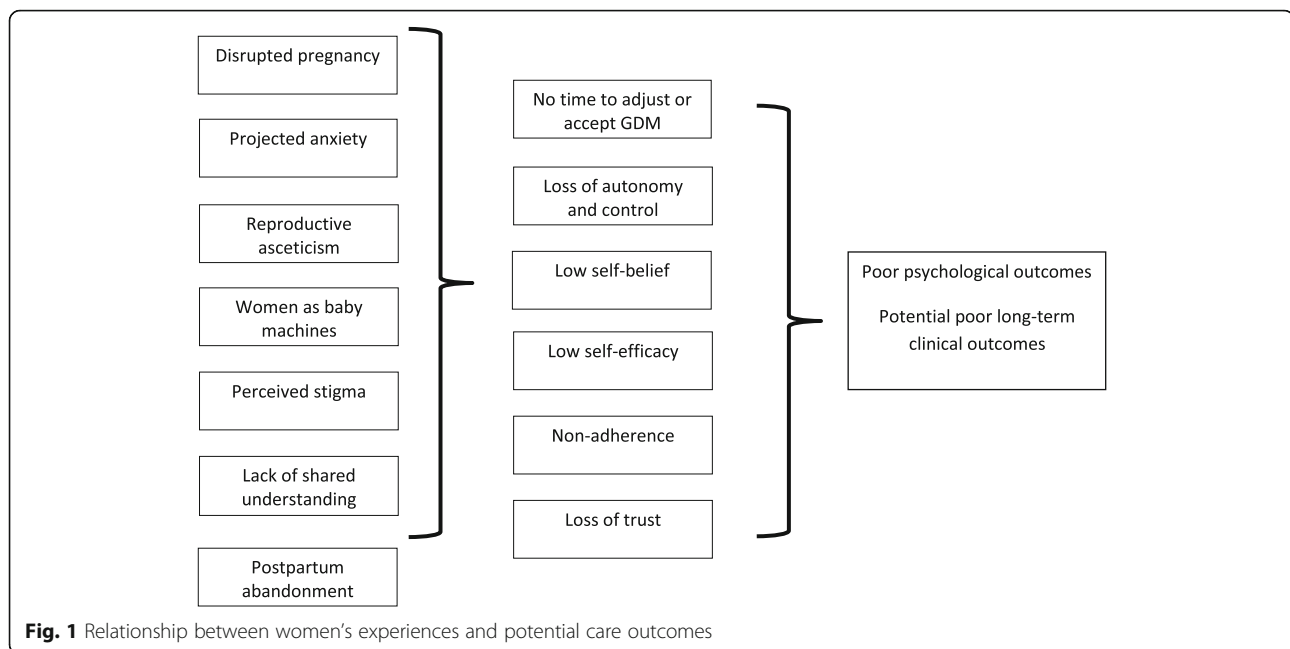 Disrupted pregnancy
Projected anxiety
Reproductive
asceticism
Women as baby
machines
Perceived stigma
Lack of shared
understanding
Postpartum
abandonment
No time to adjust or
accept GDM
Loss of autonomy
and control
Low self-belief
Low self-efficacy
Non-adherence
Loss of trust
Poor psychological outcomes
Potential poor long-term
clinical outcomes
Fig. 1 Relationship between women's experiences and potential care outcomes